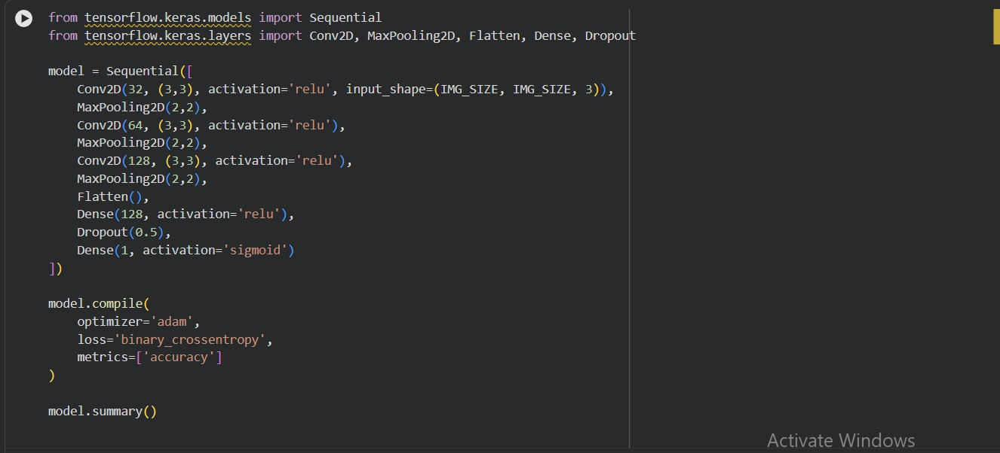 from tensorflow.keras.models import Sequential
from tensorflow.keras.layers import Conv2D, MaxPooling2D, Flatten, Dense, Dropout

model = Sequential([
    Conv2D(32, (3,3), activation='relu', input_shape=(IMG_SIZE, IMG_SIZE, 3)),
    MaxPooling2D(2,2),
    Conv2D(64, (3,3), activation='relu'),
    MaxPooling2D(2,2),
    Conv2D(128, (3,3), activation='relu'),
    MaxPooling2D(2,2),
    Flatten(),
    Dense(128, activation='relu'),
    Dropout(0.5),
    Dense(1, activation='sigmoid')
])

model.compile(
    optimizer='adam',
    loss='binary_crossentropy',
    metrics=['accuracy']
)

model.summary()
Activate Windows